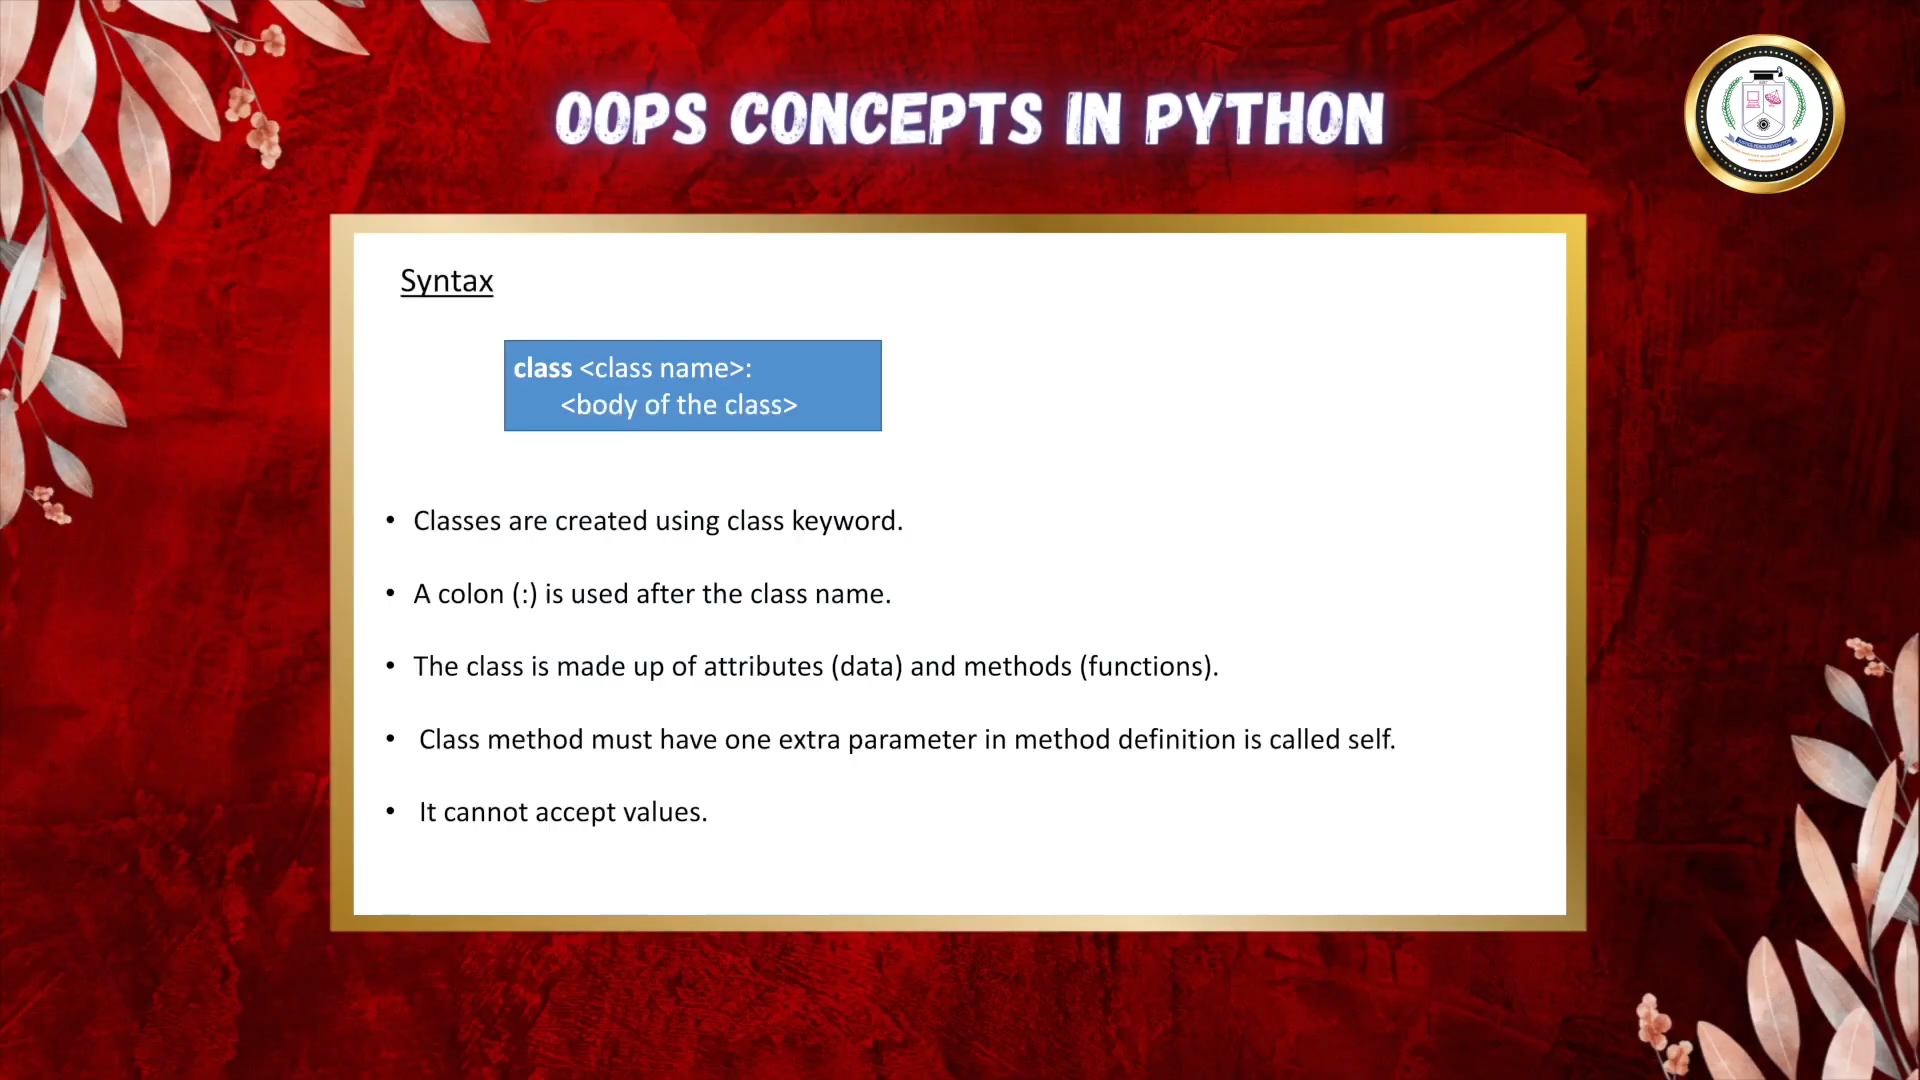 OOPS CONCEPTS IN PYTHON
Syntax
class <class name>:
<body of the class>
• Classes are created using class keyword.
• A colon (:) is used after the class name.
• The class is made up of attributes (data) and methods (functions).
• Class method must have one extra parameter in method definition is called self.
• It cannot accept values.